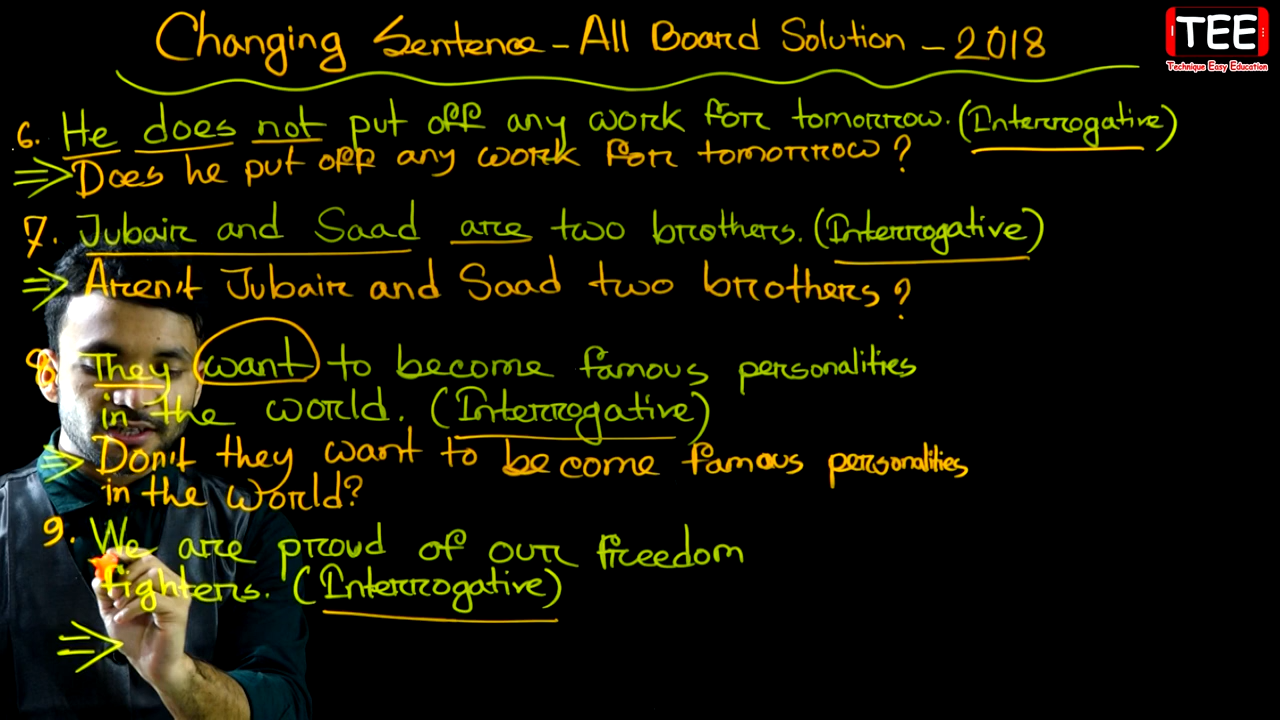 Changing Sentence - All Board Solution - 2018
TEE
Technique Easy Education
6. He does not put off any work for tomorrow. (Interrogative)
⇒ Does he put off any work for tomorrow?
7. Jubair and Saad are two brothers. (Interrogative)
⇒ Aren't Jubair and Saad two brothers?
8. They want to become famous personalities
in the world. (Interrogative)
⇒ Don't they want to become famous personalities
in the world?
9. We are proud of our freedom
fighters. (Interrogative)
⇒